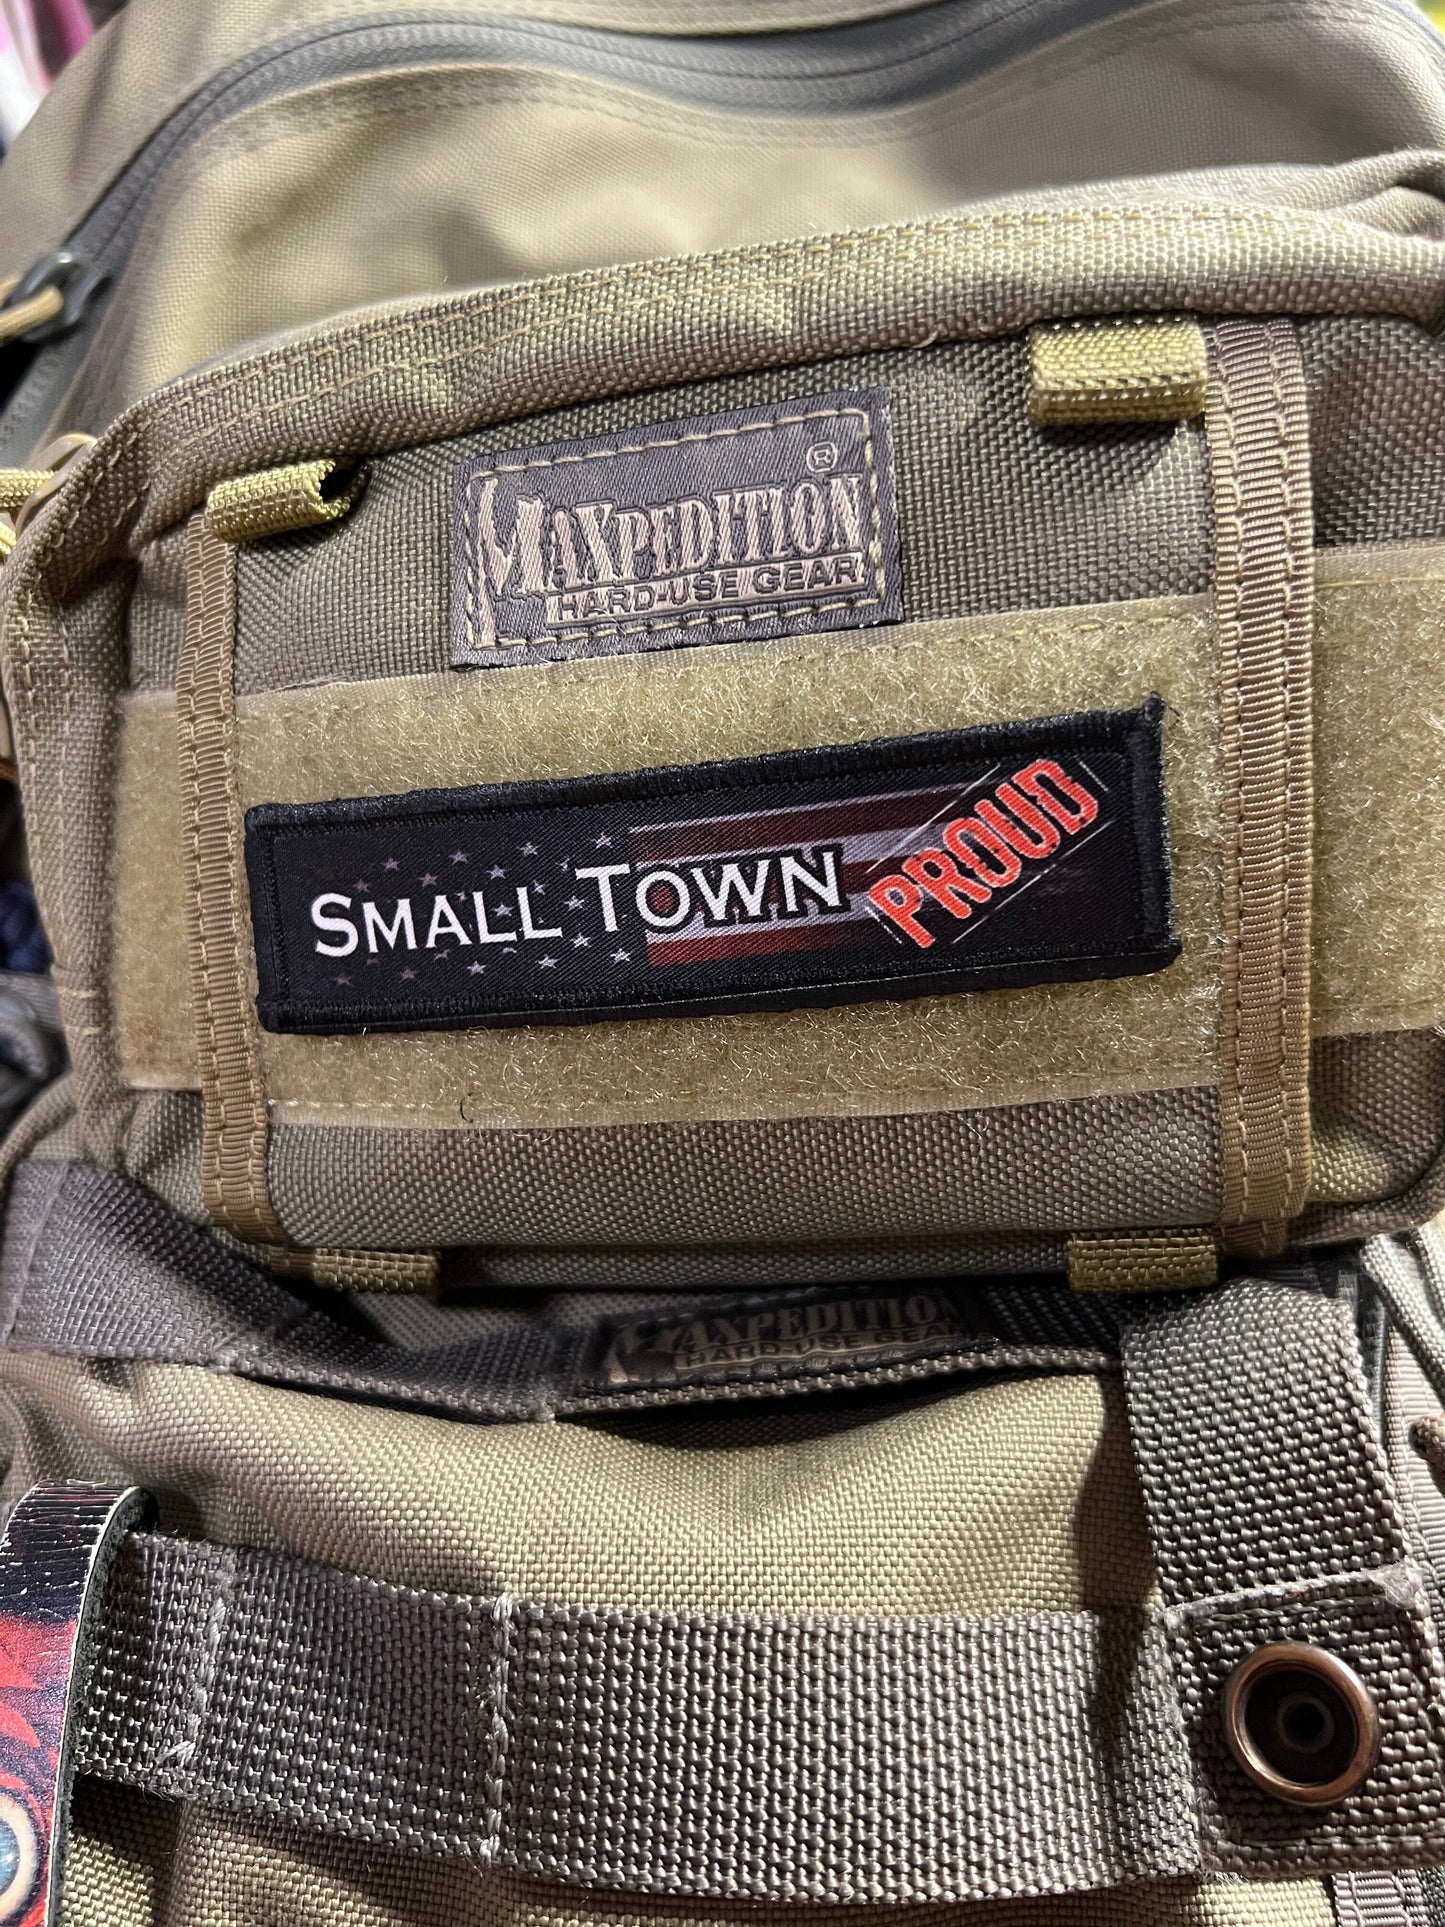 MAXPEDITION ®
HARD-USE GEAR
SMALL TOWN PROUD
MAXPEDITION
HARD-USE GEAR